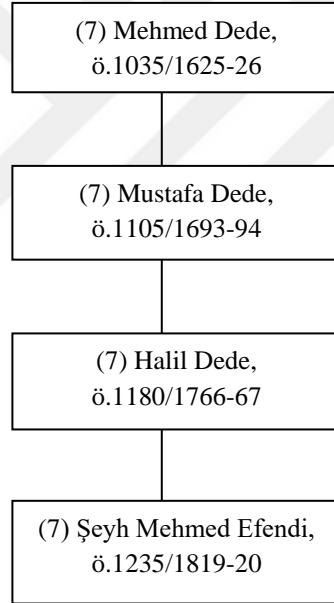 (7) Mehmed Dede,
ö.1035/1625-26
(7) Mustafa Dede,
ö.1105/1693-94
(7) Halil Dede,
ö.1180/1766-67
(7) Şeyh Mehmed Efendi,
ö.1235/1819-20